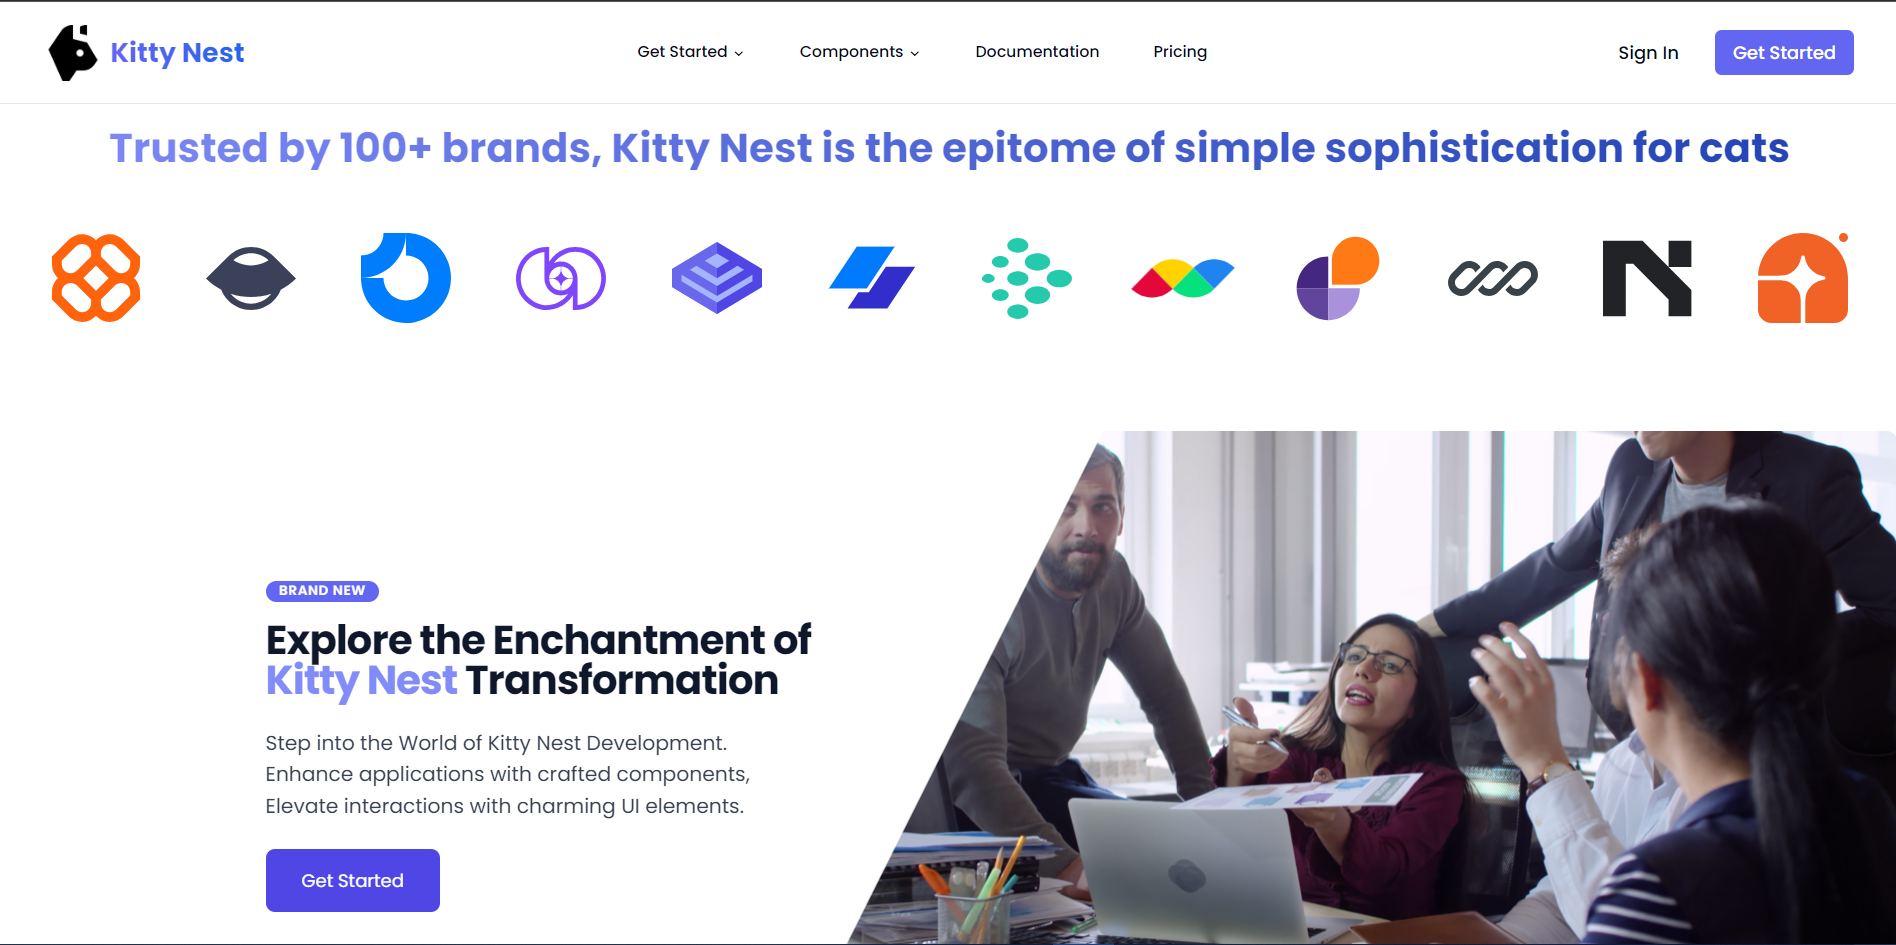 Kitty Nest
Get Started
Components
Documentation
Pricing
Sign In
Get Started
Trusted by 100+ brands, Kitty Nest is the epitome of simple sophistication for cats
BRAND NEW
Explore the Enchantment of
Kitty Nest Transformation
Step into the World of Kitty Nest Development.
Enhance applications with crafted components,
Elevate interactions with charming UI elements.
Get Started